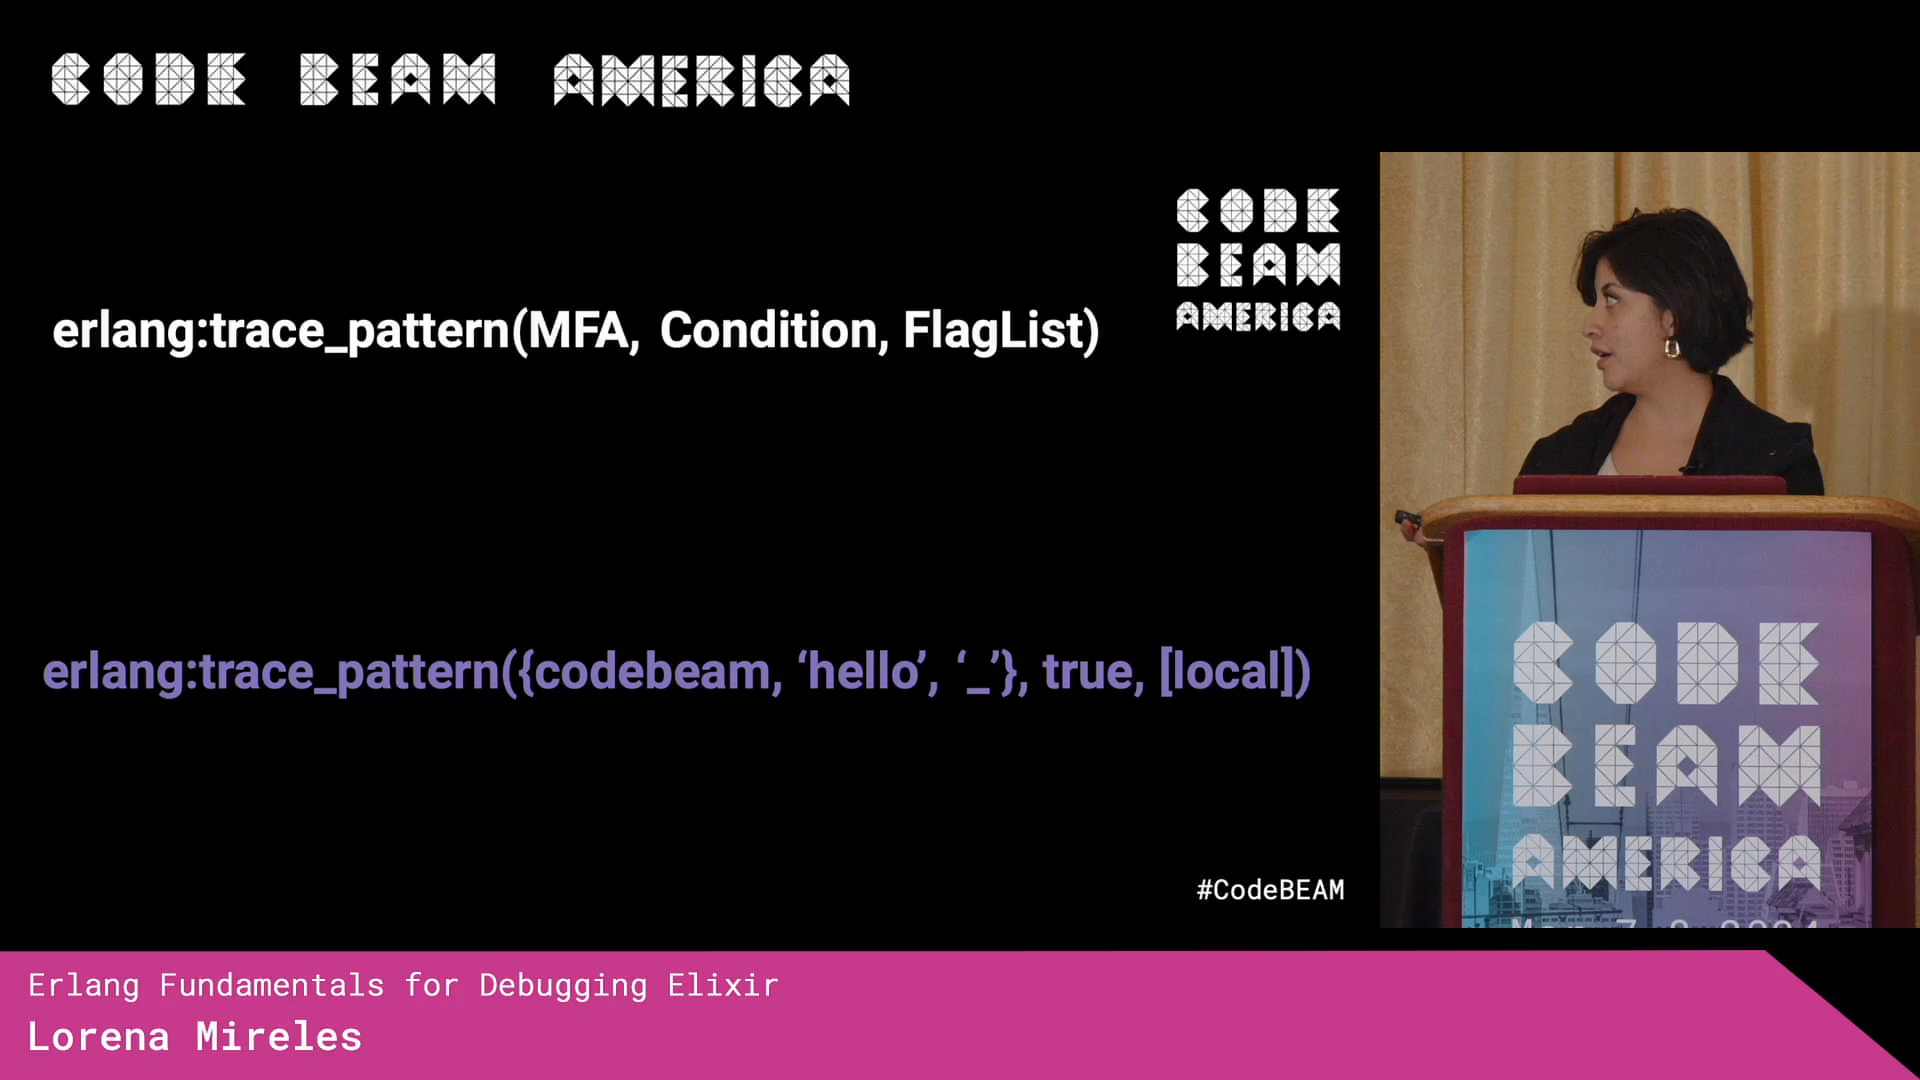 CODE BEAM AMERICA
CODE
BEAM
AMERICA
erlang:trace_pattern(MFA, Condition, FlagList)
erlang:trace_pattern({codebeam, ‘hello’, ‘_’}, true, [local])
#CodeBEAM
CODE
BEAM
AMERICA
Erlang Fundamentals for Debugging Elixir
Lorena Mireles